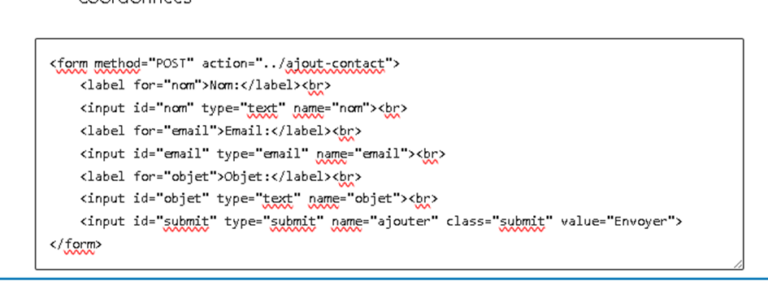 coordonnées
<form method="POST" action="../ajout-contact">
<label for="nom">Nom:</label><br>
<input id="nom" type="text" name="nom"><br>
<label for="email">Email:</label><br>
<input id="email" type="email" name="email"><br>
<label for="objet">Objet:</label><br>
<input id="objet" type="text" name="objet"><br>
<input id="submit" type="submit" name="ajouter" class="submit" value="Envoyer">
</form>